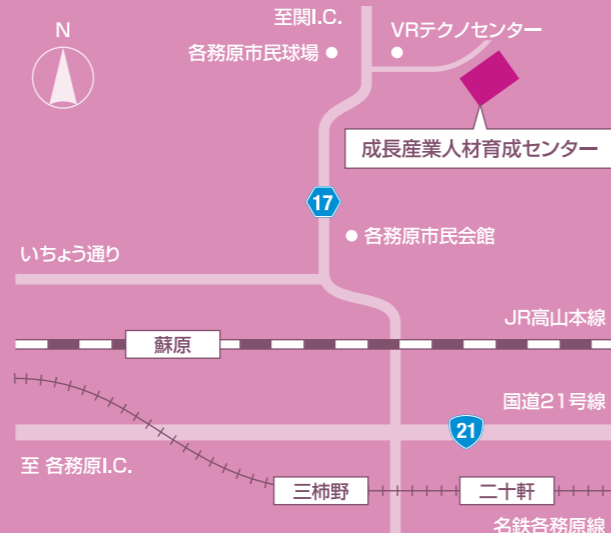 至関I.C.
N
VRテクノセンター
各務原市民球場
成長産業人材育成センター
17
各務原市民会館
いちょう通り
JR高山本線
蘇原
国道21号線
21
至 各務原I.C.
三柿野
二十軒
名鉄各務原線